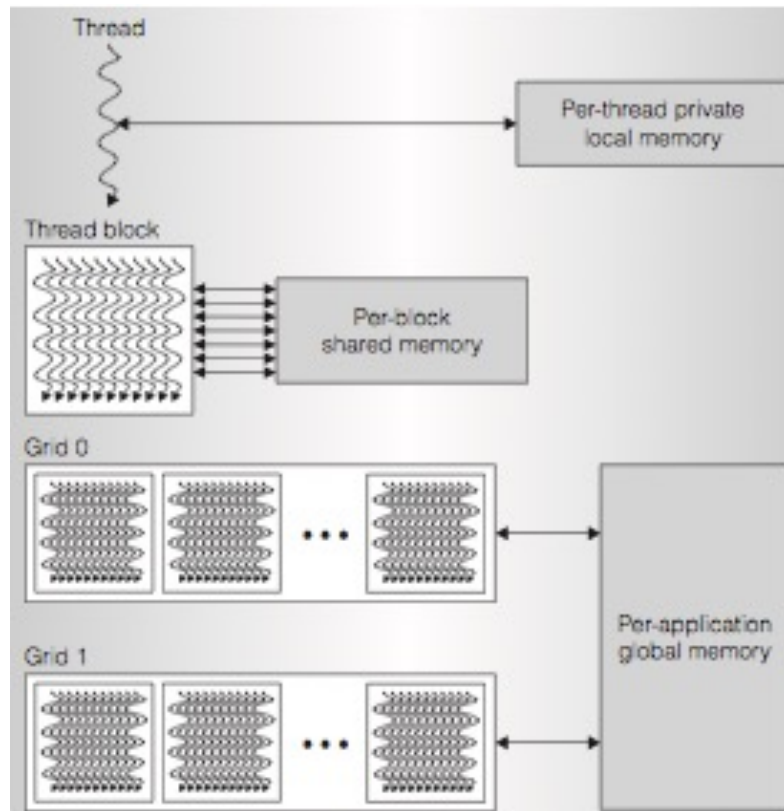 Thread
Per-thread private
local memory
Thread block
Per-block
shared memory
Grid 0
Grid 1
Per-application
global memory